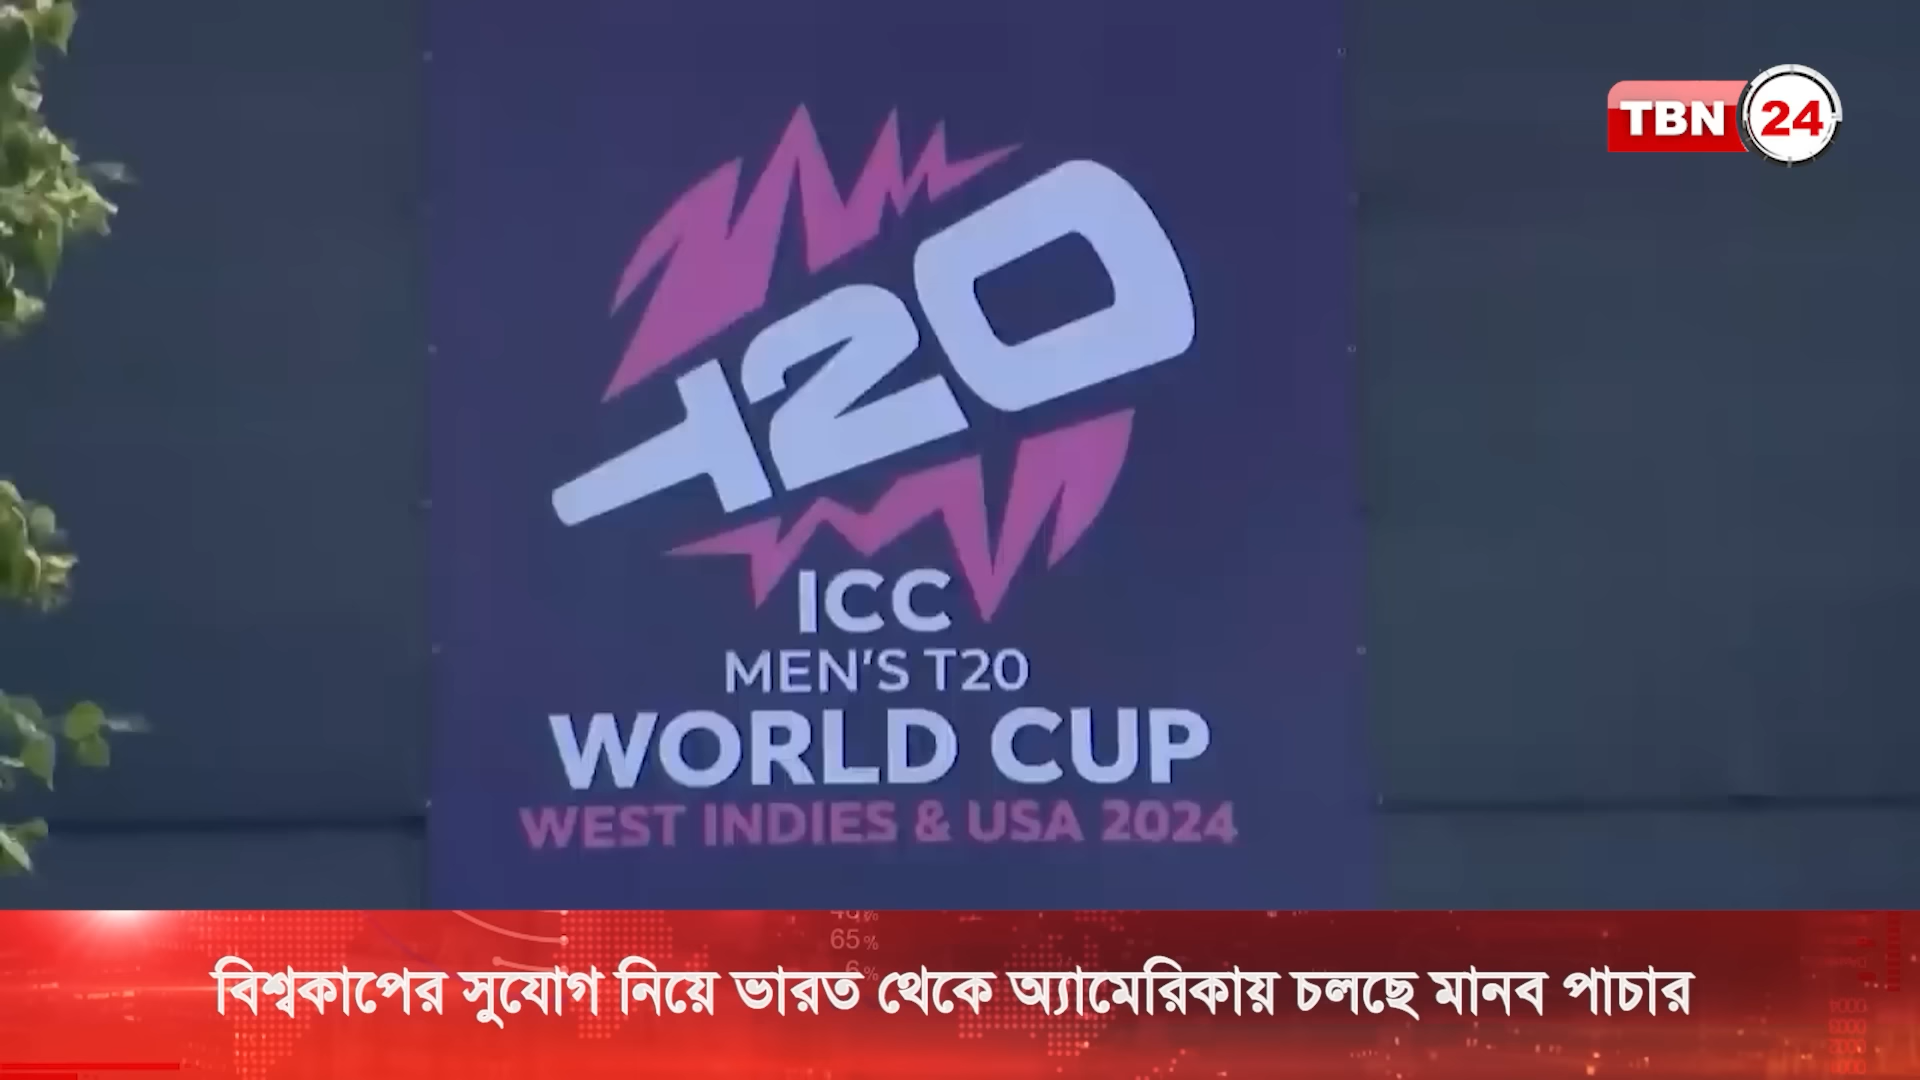 TBN 24
T20
ICC
MEN'S T20
WORLD CUP
WEST INDIES & USA 2024
65%
বিশ্বকাপের সুযোগ নিয়ে ভারত থেকে অ্যামেরিকায় চলছে মানব পাচার